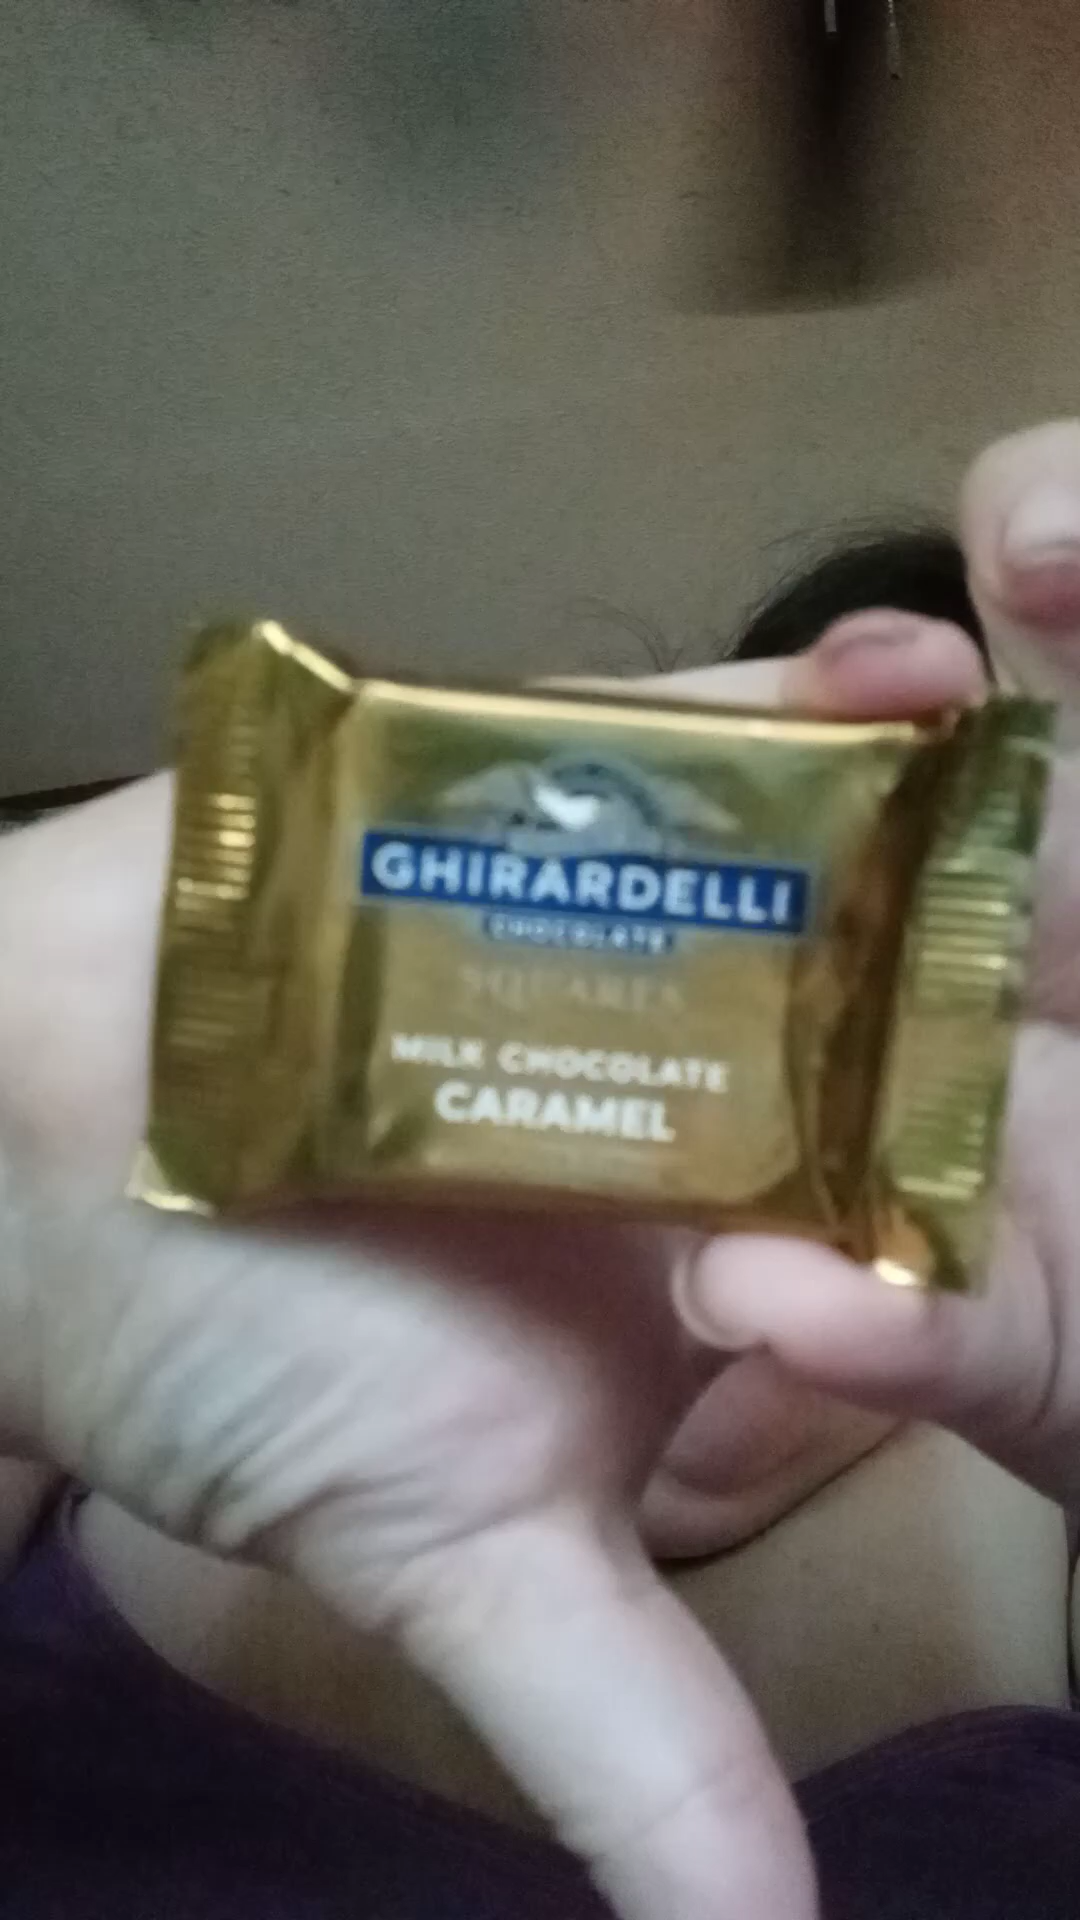 GHIRARDELLI
CHOCOLATE
SQUARES
MILK CHOCOLATE
CARAMEL